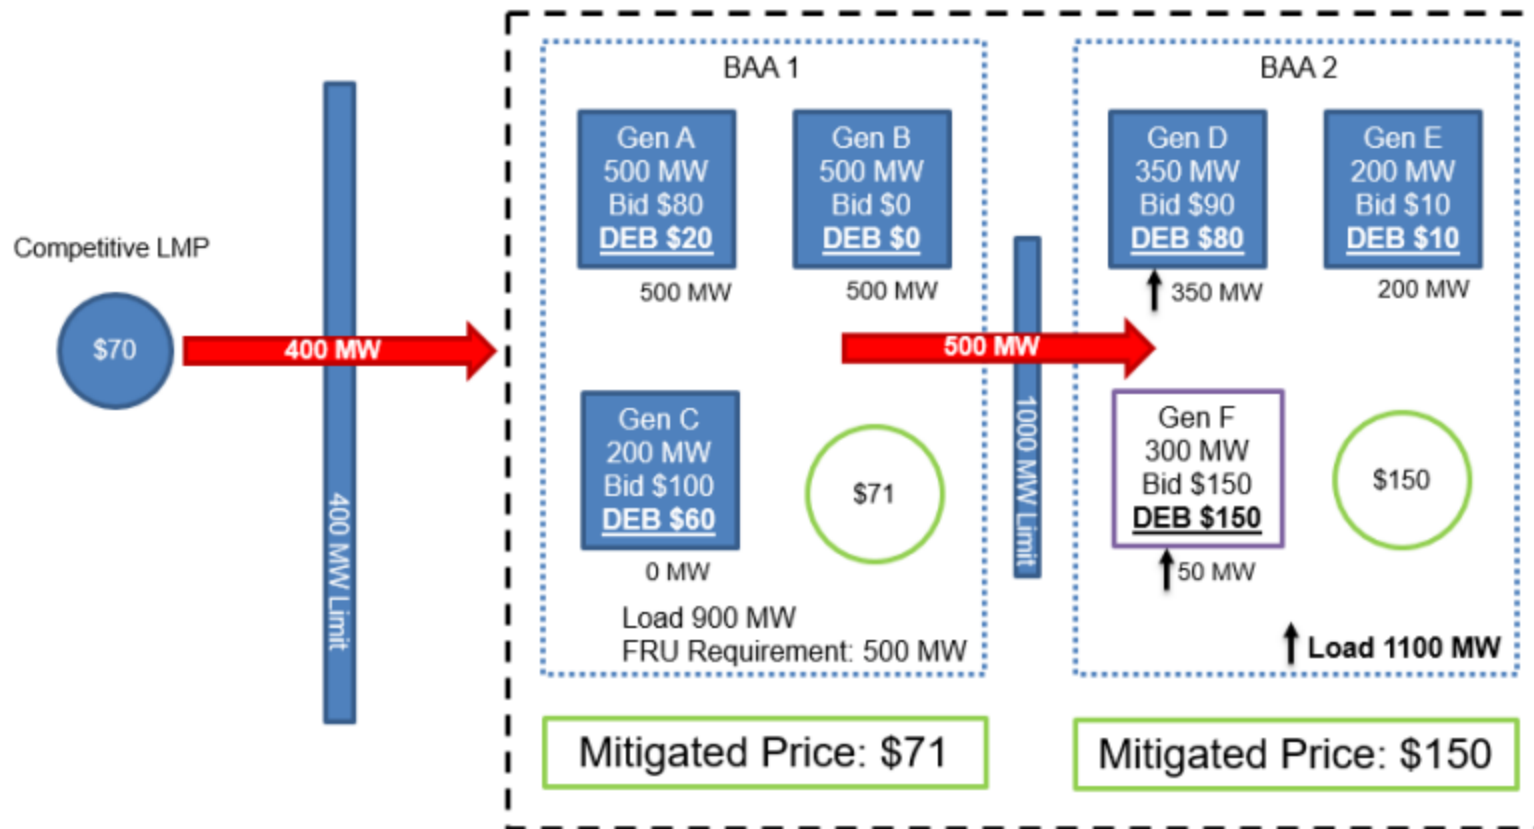 Competitive LMP
$70
400 MW
400 MW Limit
BAA 1
Gen A
500 MW
Bid $80
DEB $20
500 MW
Gen B
500 MW
Bid $0
DEB $0
500 MW
Gen C
200 MW
Bid $100
DEB $60
0 MW
$71
Load 900 MW
FRU Requirement: 500 MW
Mitigated Price: $71
500 MW
1000 MW Limit
BAA 2
Gen D
350 MW
Bid $90
DEB $80
350 MW
Gen E
200 MW
Bid $10
DEB $10
200 MW
Gen F
300 MW
Bid $150
DEB $150
50 MW
$150
Load 1100 MW
Mitigated Price: $150